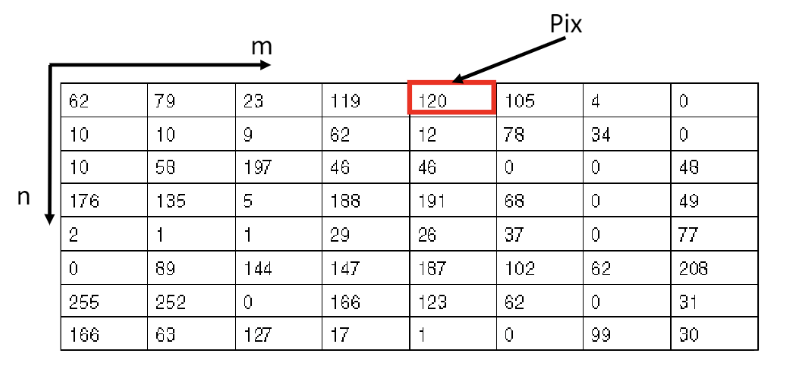 Pix
m
n
62 79 23 119 120 105 4 0
10 10 9 62 12 78 34 0
10 58 197 46 46 0 0 48
176 135 5 188 191 68 0 49
2 1 1 29 26 37 0 77
0 89 144 147 187 102 62 208
255 252 0 166 123 62 0 31
166 63 127 17 1 0 99 30